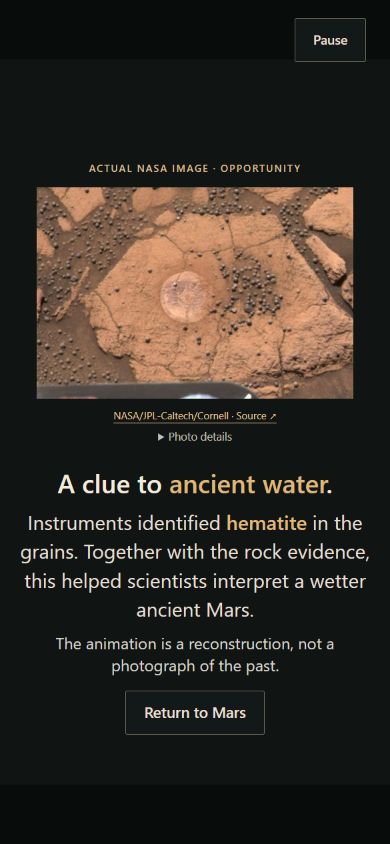 Pause
ACTUAL NASA IMAGE · OPPORTUNITY
NASA/JPL-Caltech/Cornell · Source ↗
▶ Photo details
A clue to ancient water.
Instruments identified hematite in the
grains. Together with the rock evidence,
this helped scientists interpret a wetter
ancient Mars.
The animation is a reconstruction, not a
photograph of the past.
Return to Mars